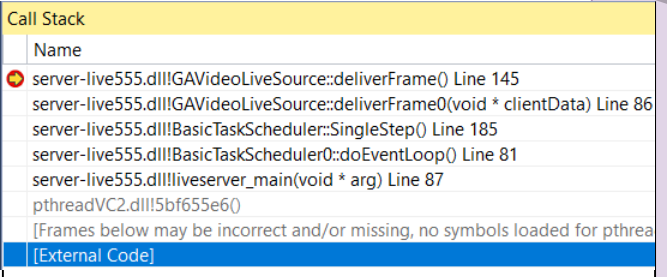 Call Stack
Name
server-live555.dll!GAVideoLiveSource::deliverFrame() Line 145
server-live555.dll!GAVideoLiveSource::deliverFrame0(void * clientData) Line 86
server-live555.dll!BasicTaskScheduler::SingleStep() Line 185
server-live555.dll!BasicTaskScheduler0::doEventLoop() Line 81
server-live555.dll!liveserver_main(void * arg) Line 87
pthreadVC2.dll!5bf655e6()
[Frames below may be incorrect and/or missing, no symbols loaded for pthrea
[External Code]